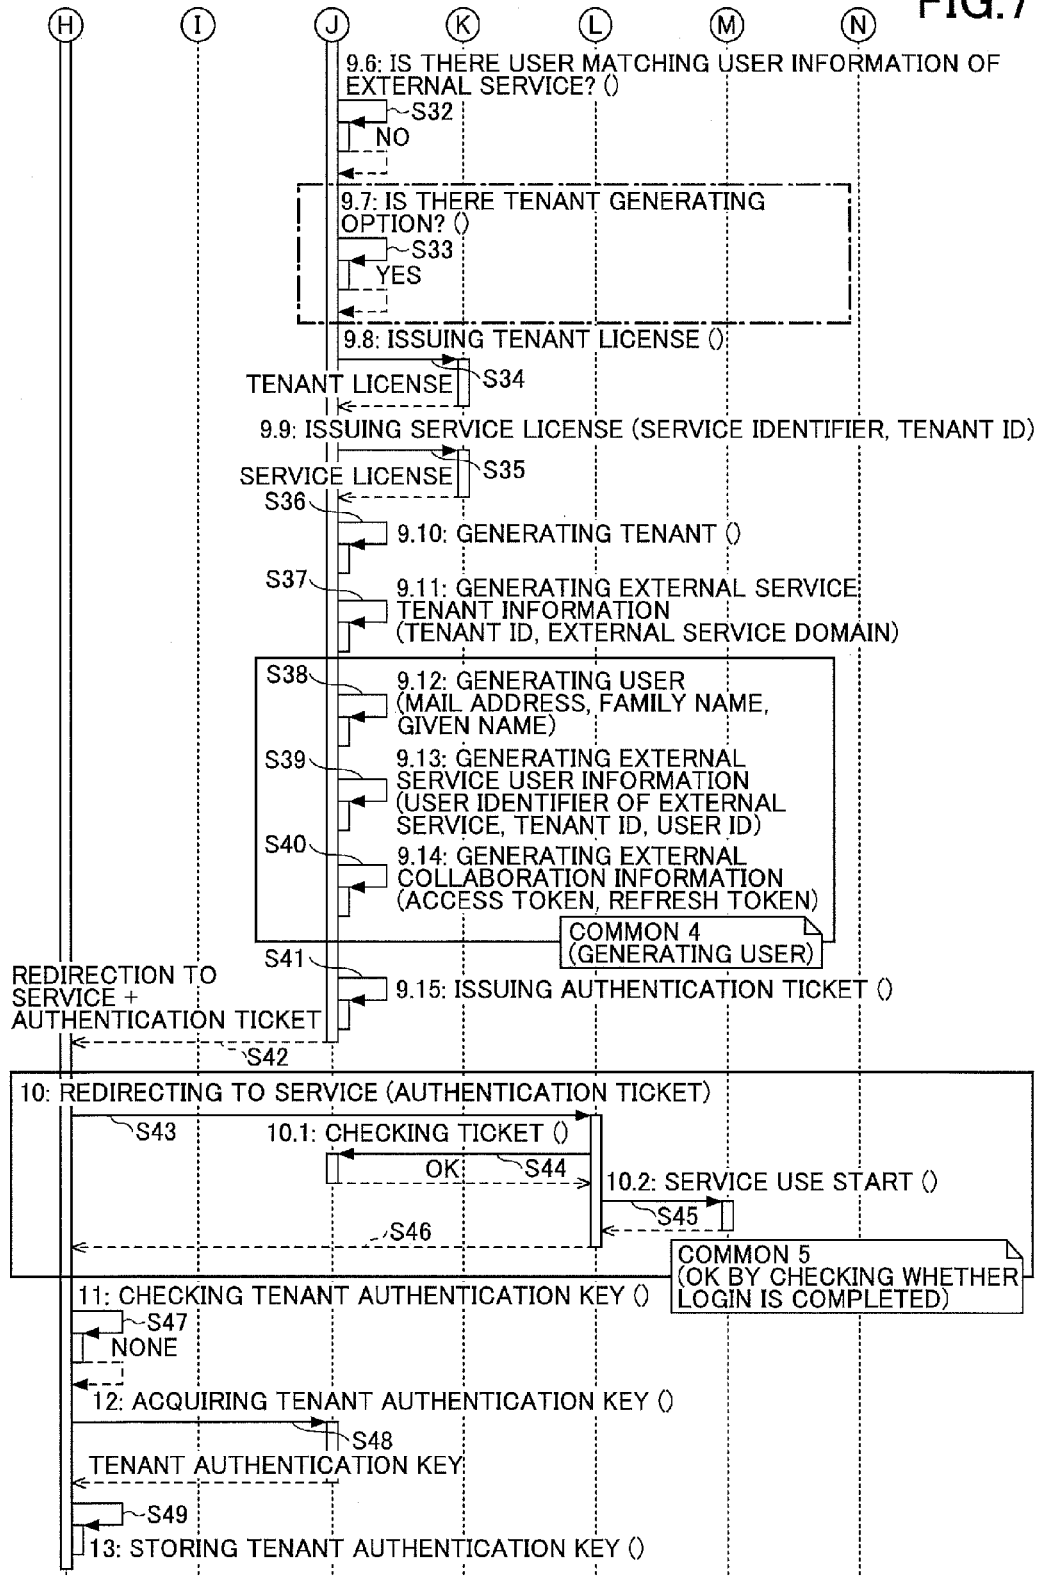 FIG.7
H I J K L M N
9.6: IS THERE USER MATCHING USER INFORMATION OF
EXTERNAL SERVICE? ()
S32
NO
9.7: IS THERE TENANT GENERATING
OPTION? ()
S33
YES
9.8: ISSUING TENANT LICENSE ()
S34
TENANT LICENSE
9.9: ISSUING SERVICE LICENSE (SERVICE IDENTIFIER, TENANT ID)
S35
SERVICE LICENSE
S36
9.10: GENERATING TENANT ()
S37
9.11: GENERATING EXTERNAL SERVICE
TENANT INFORMATION
(TENANT ID, EXTERNAL SERVICE DOMAIN)
S38
9.12: GENERATING USER
(MAIL ADDRESS, FAMILY NAME,
GIVEN NAME)
S39
9.13: GENERATING EXTERNAL
SERVICE USER INFORMATION
(USER IDENTIFIER OF EXTERNAL
SERVICE, TENANT ID, USER ID)
S40
9.14: GENERATING EXTERNAL
COLLABORATION INFORMATION
(ACCESS TOKEN, REFRESH TOKEN)
COMMON 4
(GENERATING USER)
S41
9.15: ISSUING AUTHENTICATION TICKET ()
REDIRECTION TO
SERVICE +
AUTHENTICATION TICKET
S42
10: REDIRECTING TO SERVICE (AUTHENTICATION TICKET)
S43
10.1: CHECKING TICKET ()
S44
OK
10.2: SERVICE USE START ()
S45
S46
COMMON 5
(OK BY CHECKING WHETHER
LOGIN IS COMPLETED)
11: CHECKING TENANT AUTHENTICATION KEY ()
S47
NONE
12: ACQUIRING TENANT AUTHENTICATION KEY ()
S48
TENANT AUTHENTICATION KEY
S49
13: STORING TENANT AUTHENTICATION KEY ()